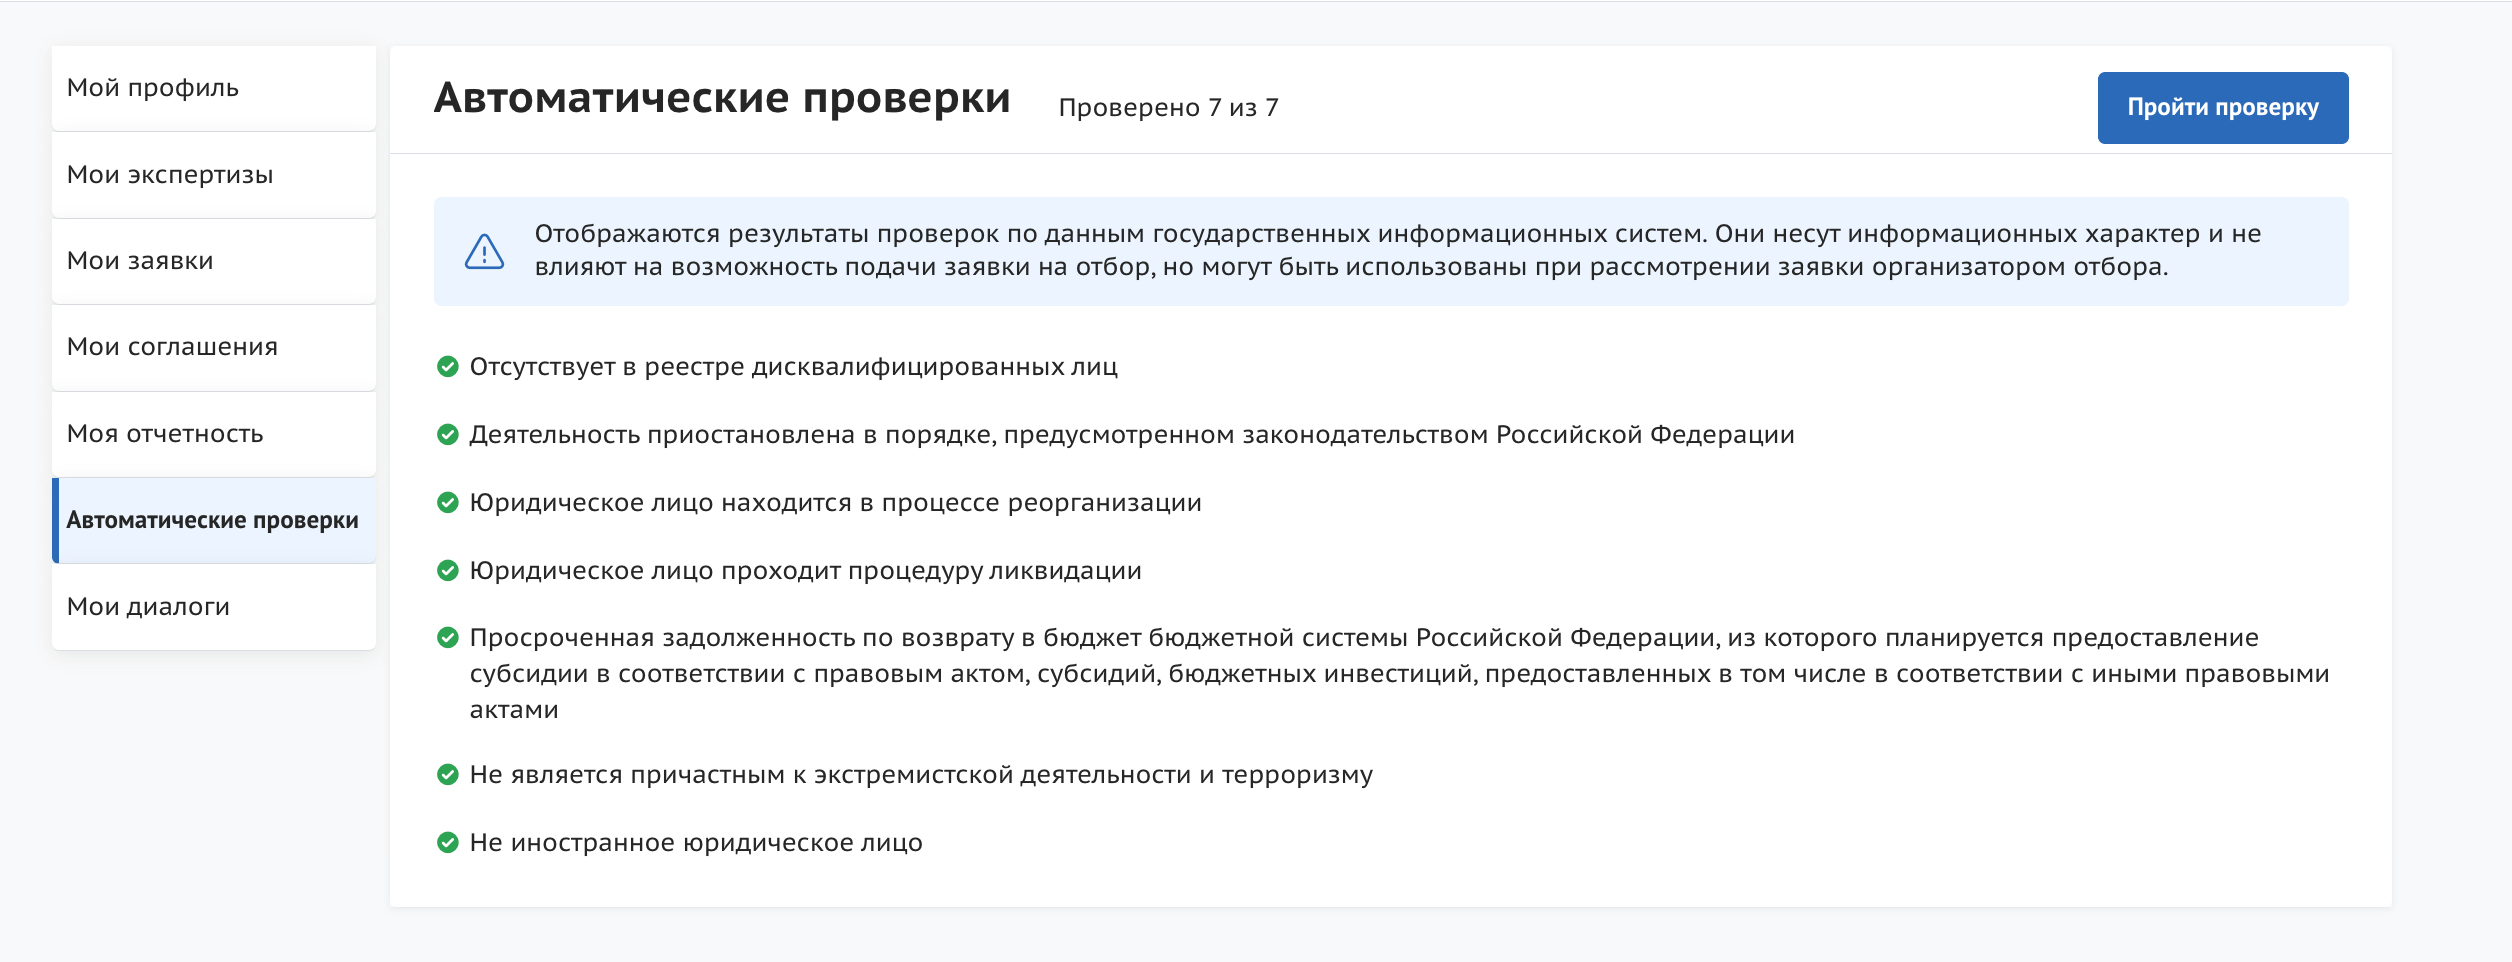 Мой профиль
Мои экспертизы
Мои заявки
Мои соглашения
Моя отчетность
Автоматические проверки
Мои диалоги
Автоматические проверки
Проверено 7 из 7
Пройти проверку
Отображаются результаты проверок по данным государственных информационных систем. Они несут информационных характер и не
влияют на возможность подачи заявки на отбор, но могут быть использованы при рассмотрении заявки организатором отбора.
Отсутствует в реестре дисквалифицированных лиц
Деятельность приостановлена в порядке, предусмотренном законодательством Российской Федерации
Юридическое лицо находится в процессе реорганизации
Юридическое лицо проходит процедуру ликвидации
Просроченная задолженность по возврату в бюджет бюджетной системы Российской Федерации, из которого планируется предоставление
субсидии в соответствии с правовым актом, субсидий, бюджетных инвестиций, предоставленных в том числе в соответствии с иными правовыми
актами
Не является причастным к экстремистской деятельности и терроризму
Не иностранное юридическое лицо